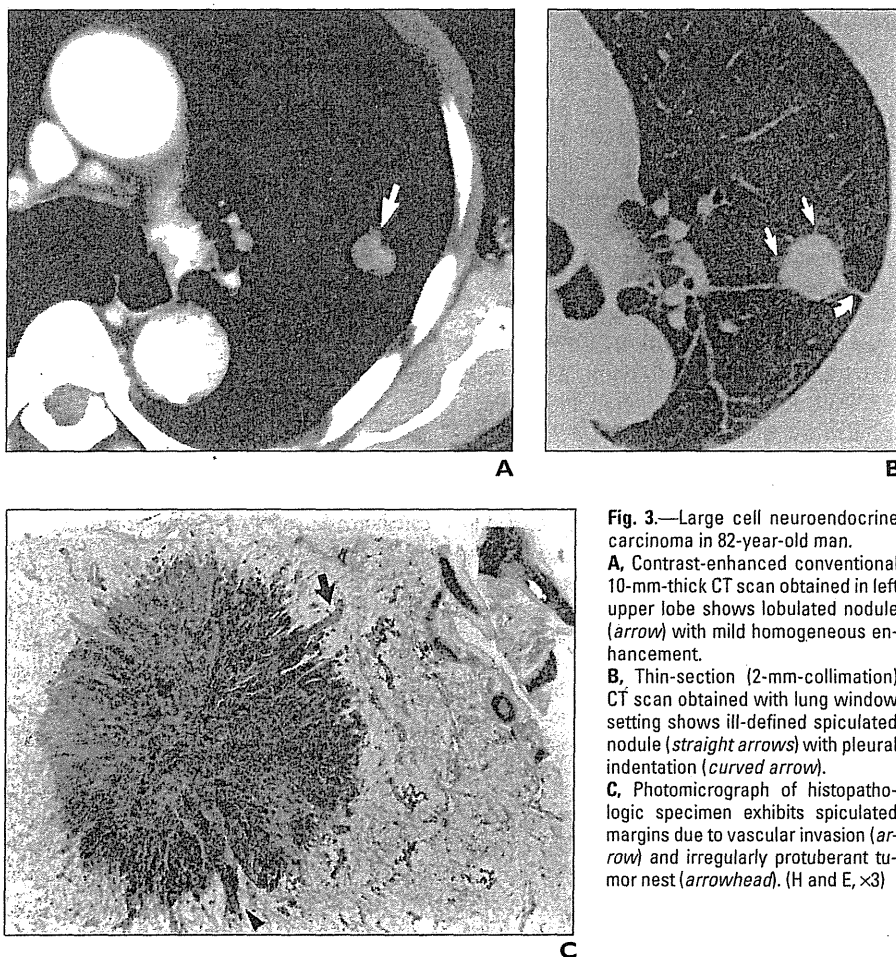 A
B
Fig. 3.—Large cell neuroendocrine
carcinoma in 82-year-old man.
A, Contrast-enhanced conventional
10-mm-thick CT scan obtained in left
upper lobe shows lobulated nodule
(arrow) with mild homogeneous en-
hancement.
B, Thin-section (2-mm-collimation)
CT scan obtained with lung window
setting shows ill-defined spiculated
nodule (straight arrows) with pleural
indentation (curved arrow).
C, Photomicrograph of histopatho-
logic specimen exhibits spiculated
margins due to vascular invasion (ar-
row) and irregularly protuberant tu-
mor nest (arrowhead). (H and E, ×3)
C